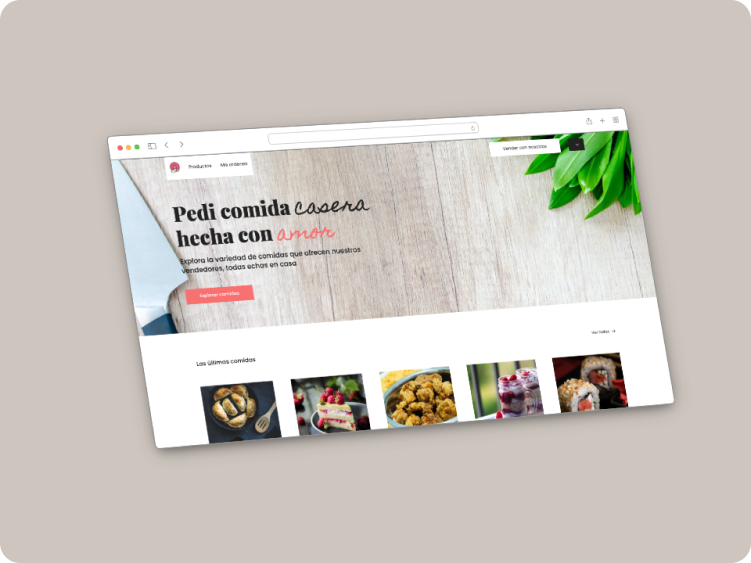 Productos Mis ordenes
Vender con nosotros
Pedi comida casera
hecha con amor
Explora la variedad de comidas que ofrecen nuestros
vendedores, todas echas en casa
Explorar comidas
Ver todas →
Las últimas comidas